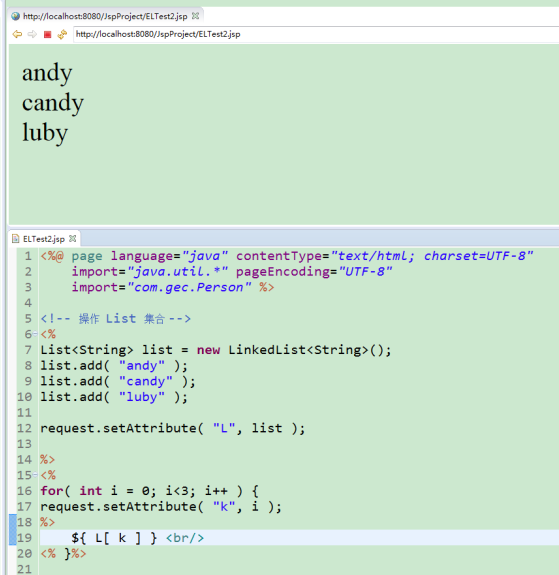 http://localhost:8080/JspProject/ELTest2.jsp
http://localhost:8080/JspProject/ELTest2.jsp
andy
candy
luby
ELTest2.jsp
1 <%@ page language="java" contentType="text/html; charset=UTF-8"
2 import="java.util.*" pageEncoding="UTF-8"
3 import="com.gec.Person" %>
4
5 <!-- 操作 List 集合 -->
6 <%
7 List<String> list = new LinkedList<String>();
8 list.add( "andy" );
9 list.add( "candy" );
10 list.add( "luby" );
11
12 request.setAttribute( "L", list );
13
14 %>
15 <%
16 for( int i = 0; i<3; i++ ) {
17 request.setAttribute( "k", i );
18 %>
19 ${ L[ k ] } <br/>
20 <% }%>
21